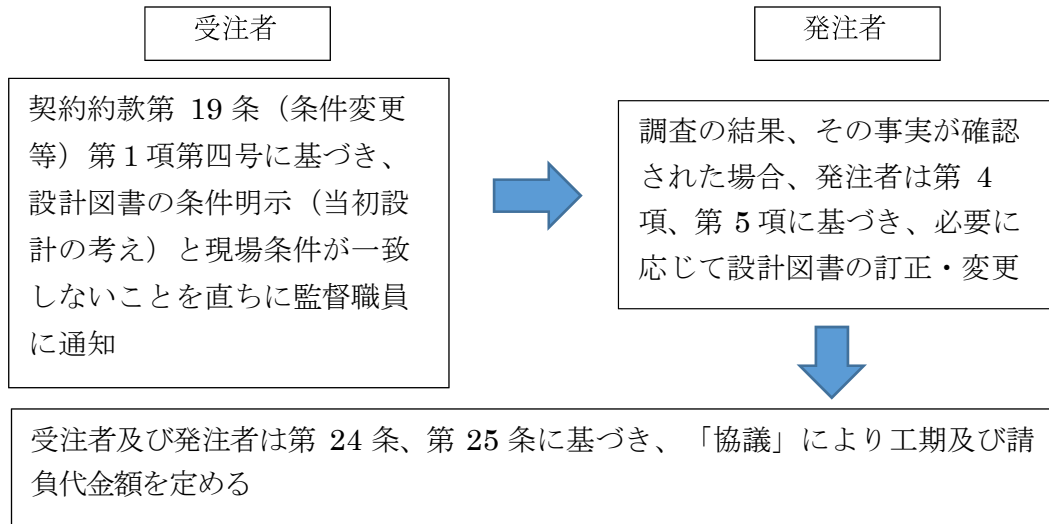 受注者
発注者
契約約款第 19 条（条件変更
等）第１項第四号に基づき、
設計図書の条件明示（当初設
計の考え）と現場条件が一致
しないことを直ちに監督職員
に通知
調査の結果、その事実が確認
された場合、発注者は第 4
項、第 5 項に基づき、必要に
応じて設計図書の訂正・変更
受注者及び発注者は第 24 条、第 25 条に基づき、「協議」により工期及び請
負代金額を定める